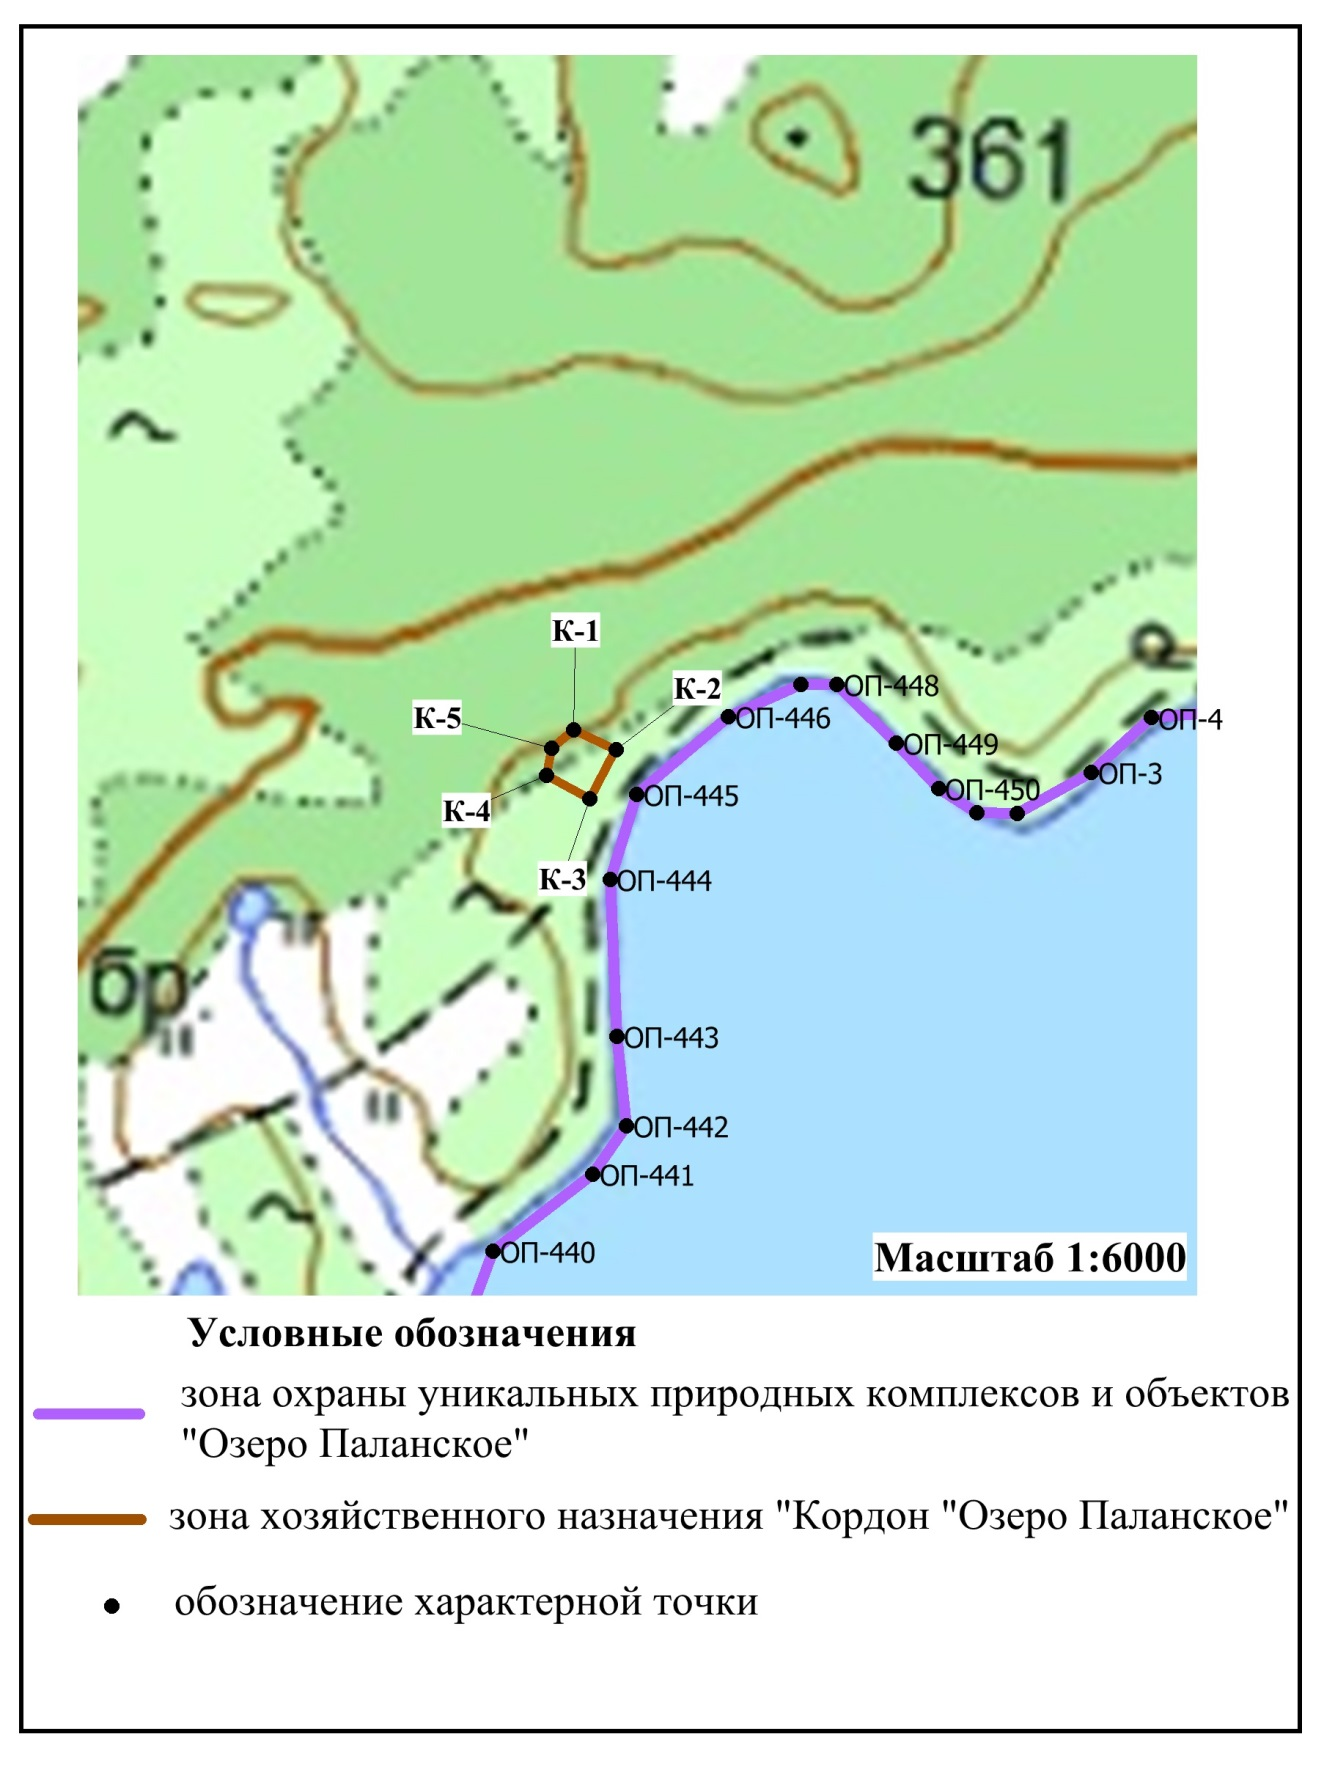 361
К-1
К-2
ОП-448
К-5
ОП-446
ОП-4
ОП-449
ОП-3
ОП-450
ОП-445
К-4
К-3
ОП-444
бр
ОП-443
ОП-442
ОП-441
ОП-440
Масштаб 1:6000
Условные обозначения
зона охраны уникальных природных комплексов и объектов
"Озеро Паланское"
зона хозяйственного назначения "Кордон "Озеро Паланское"
обозначение характерной точки